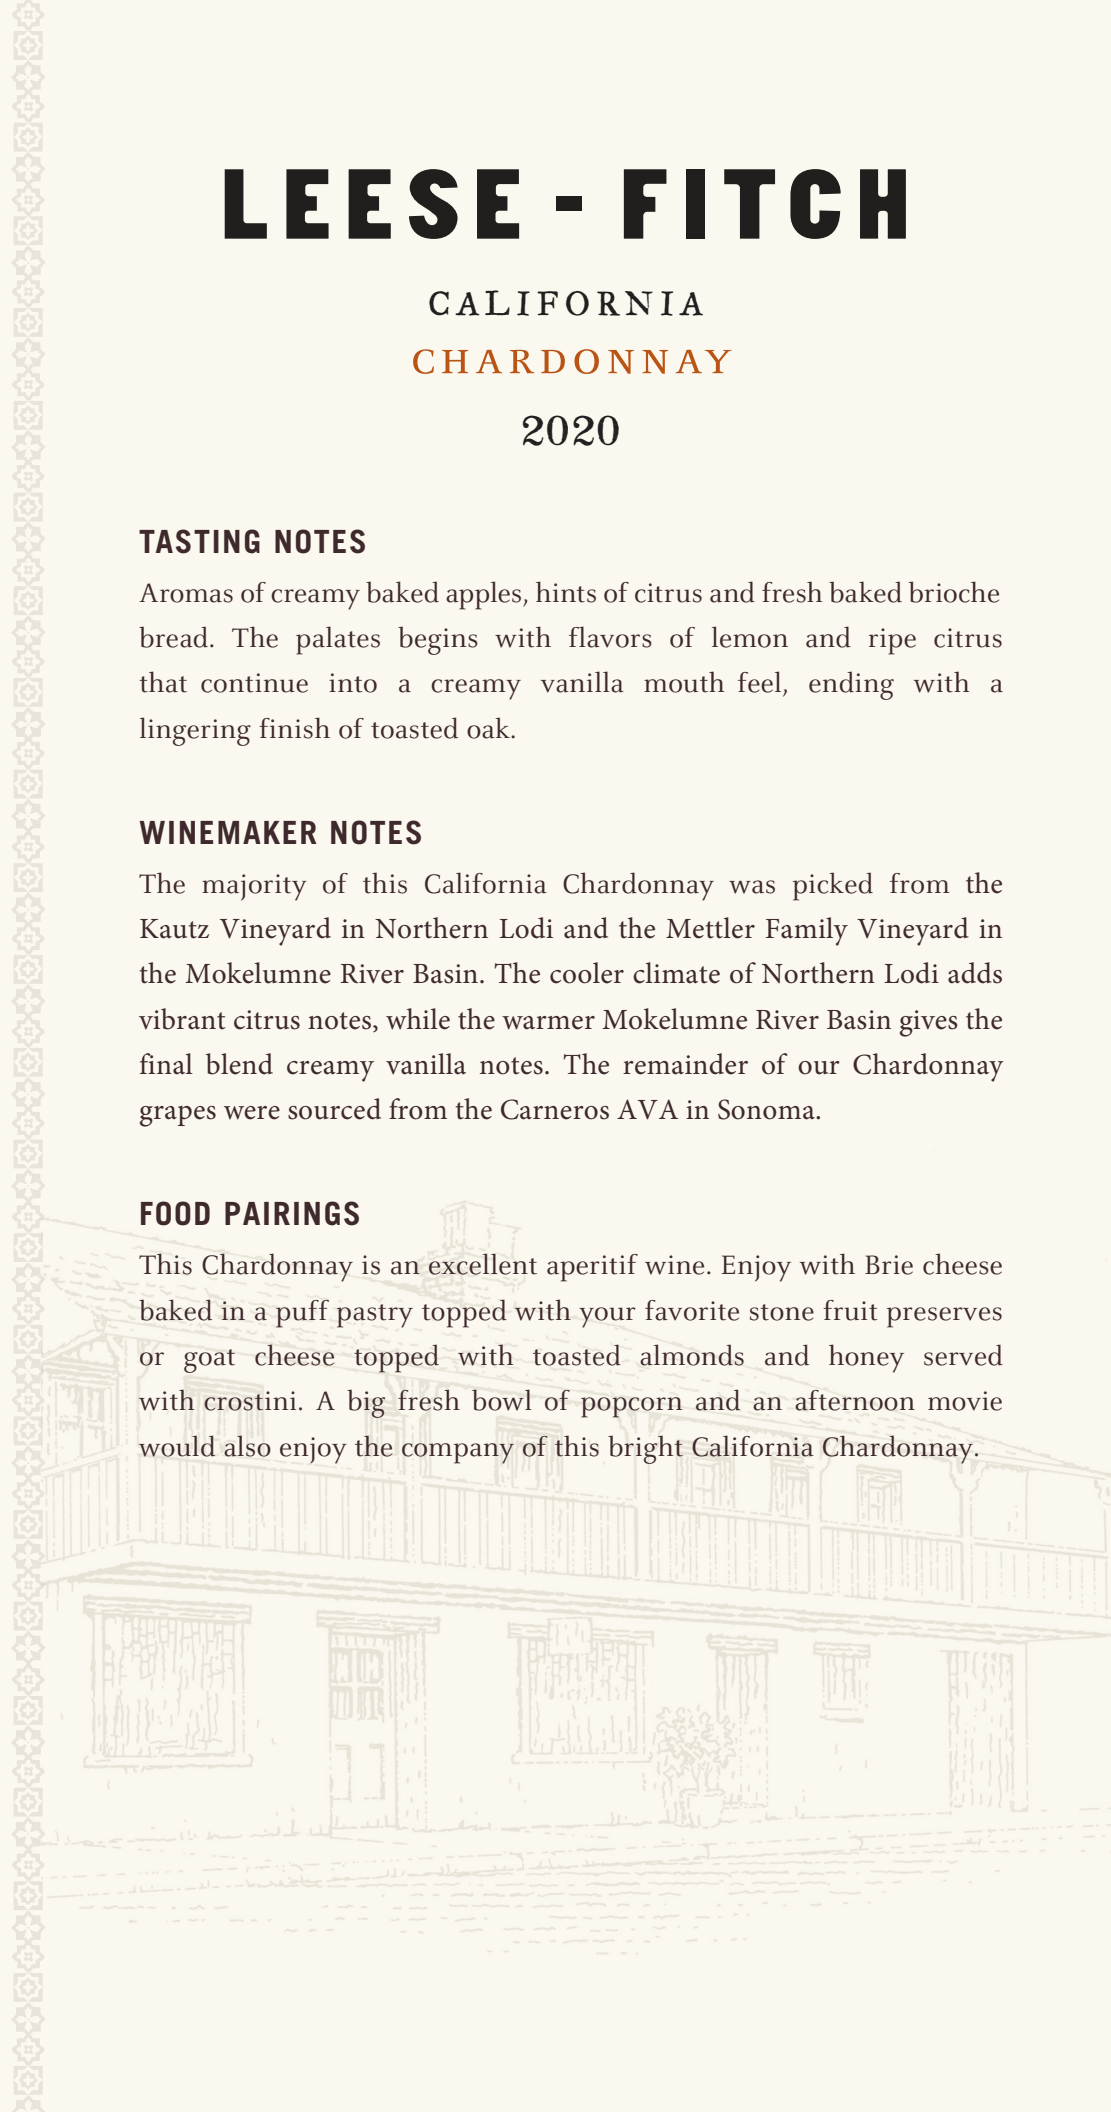 LEESE - FITCH
CALIFORNIA
CHARDONNAY
2020
TASTING NOTES
Aromas of creamy baked apples, hints of citrus and fresh baked brioche
bread. The palates begins with flavors of lemon and ripe citrus
that continue into a creamy vanilla mouth feel, ending with a
lingering finish of toasted oak.
WINEMAKER NOTES
The majority of this California Chardonnay was picked from the
Kautz Vineyard in Northern Lodi and the Mettler Family Vineyard in
the Mokelumne River Basin. The cooler climate of Northern Lodi adds
vibrant citrus notes, while the warmer Mokelumne River Basin gives the
final blend creamy vanilla notes. The remainder of our Chardonnay
grapes were sourced from the Carneros AVA in Sonoma.
FOOD PAIRINGS
This Chardonnay is an excellent aperitif wine. Enjoy with Brie cheese
baked in a puff pastry topped with your favorite stone fruit preserves
or goat cheese topped with toasted almonds and honey served
with crostini. A big fresh bowl of popcorn and an afternoon movie
would also enjoy the company of this bright California Chardonnay.